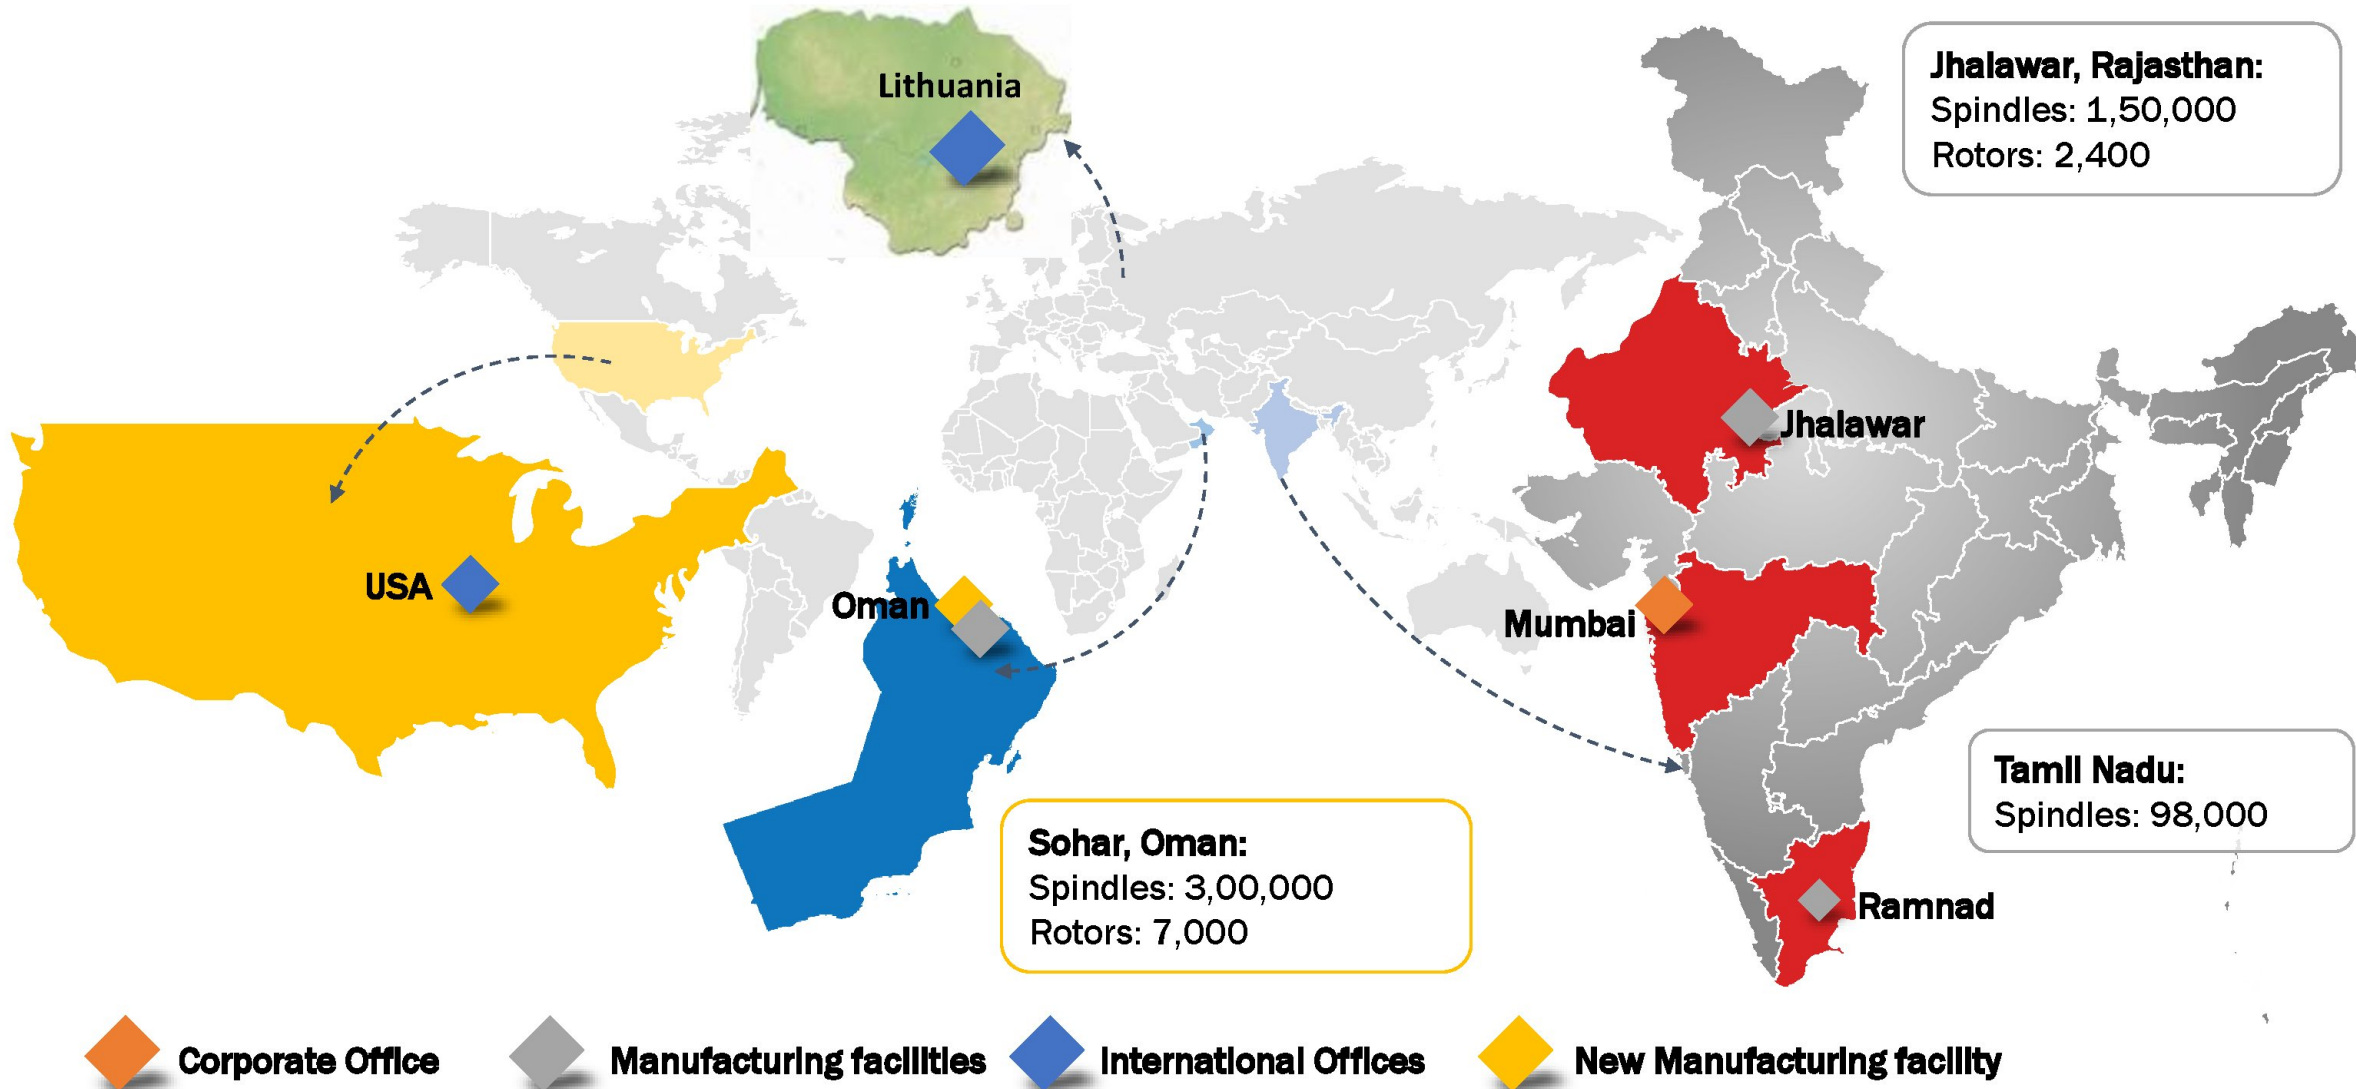 Lithuania
Jhalawar, Rajasthan:
Spindles: 1,50,000
Rotors: 2,400
Jhalawar
USA
Oman
Mumbai
Tamil Nadu:
Spindles: 98,000
Sohar, Oman:
Spindles: 3,00,000
Rotors: 7,000
Ramnad
Corporate Office
Manufacturing facilities
International Offices
New Manufacturing facility